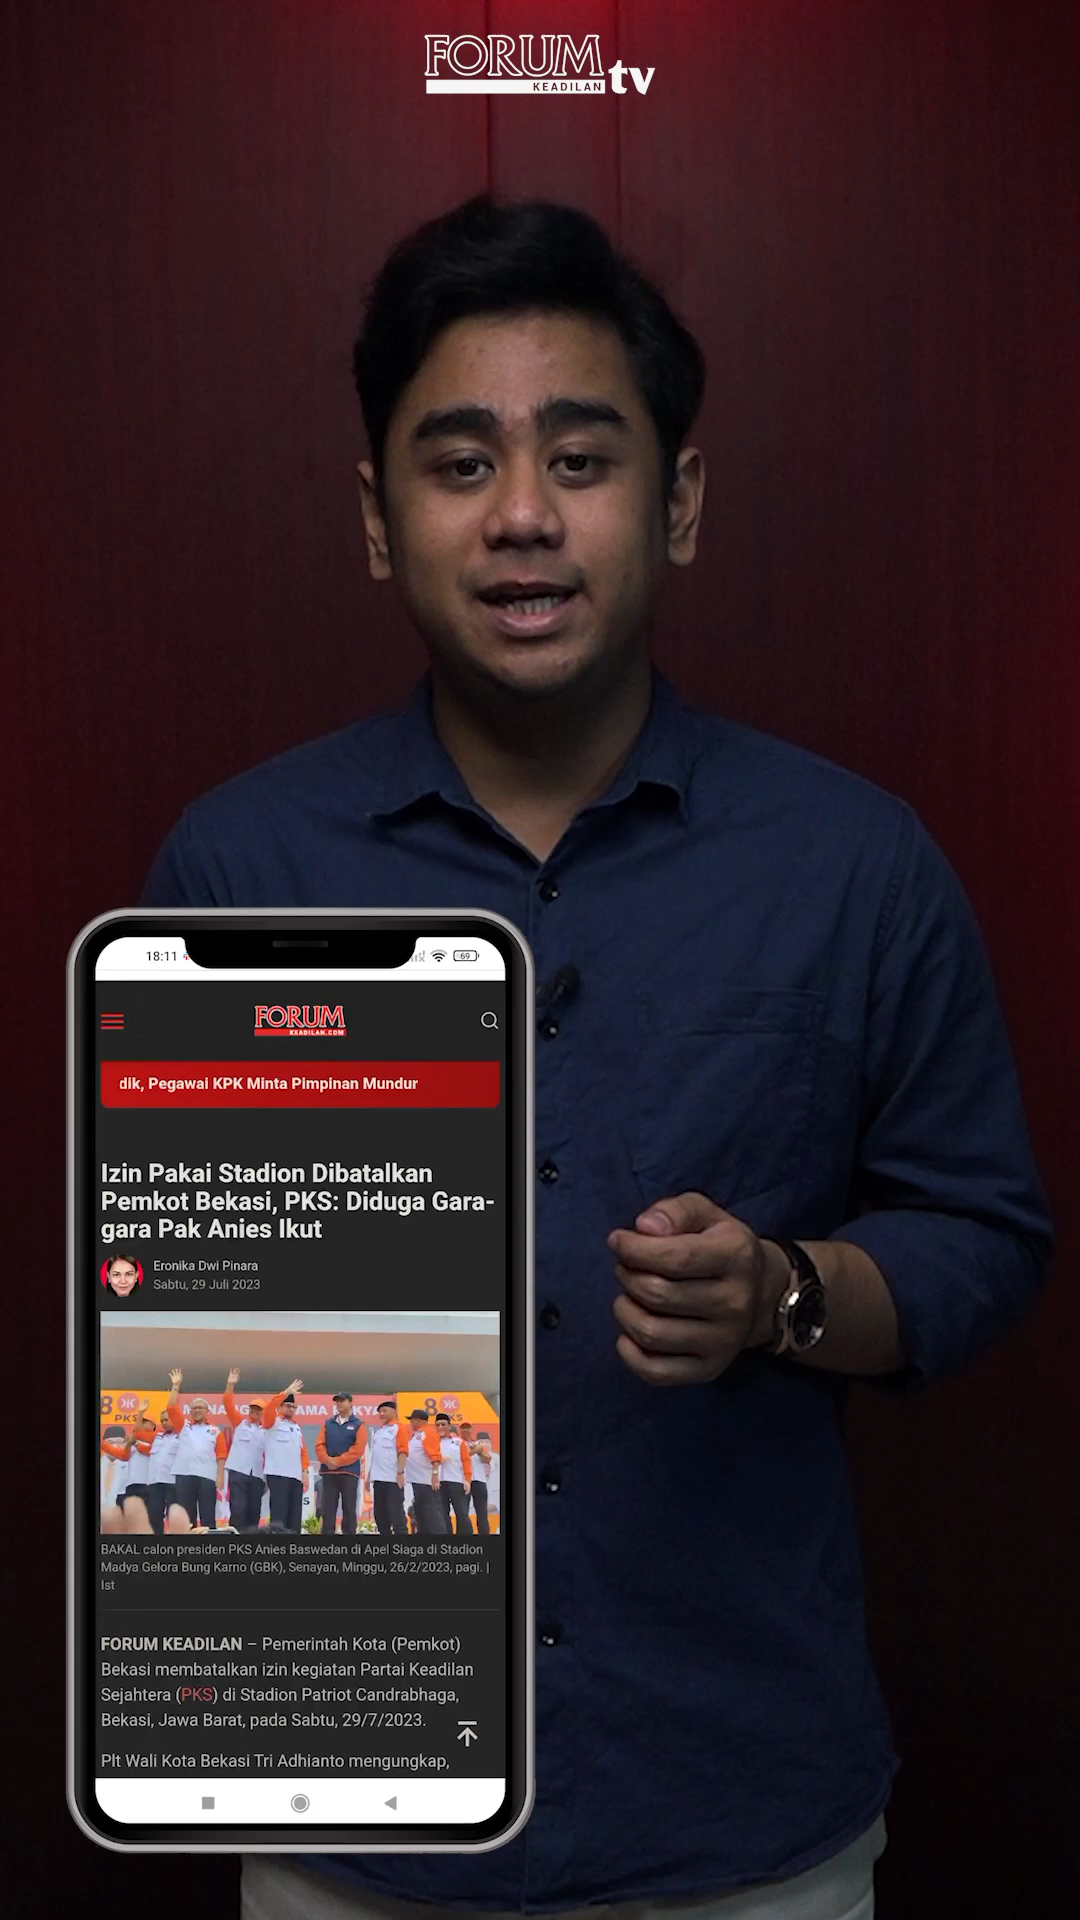 FORUM
KEADILAN tv
18:11
69
FORUM
KEADILAN.COM
dik, Pegawai KPK Minta Pimpinan Mundur
Izin Pakai Stadion Dibatalkan
Pemkot Bekasi, PKS: Diduga Gara-
gara Pak Anies Ikut
Eronika Dwi Pinara
Sabtu, 29 Juli 2023
8 PKS
8
BAKAL calon presiden PKS Anies Baswedan di Apel Siaga di Stadion
Madya Gelora Bung Karno (GBK), Senayan, Minggu, 26/2/2023, pagi. |
Ist
FORUM KEADILAN – Pemerintah Kota (Pemkot)
Bekasi membatalkan izin kegiatan Partai Keadilan
Sejahtera (PKS) di Stadion Patriot Candrabhaga,
Bekasi, Jawa Barat, pada Sabtu, 29/7/2023.
Plt Wali Kota Bekasi Tri Adhianto mengungkap,